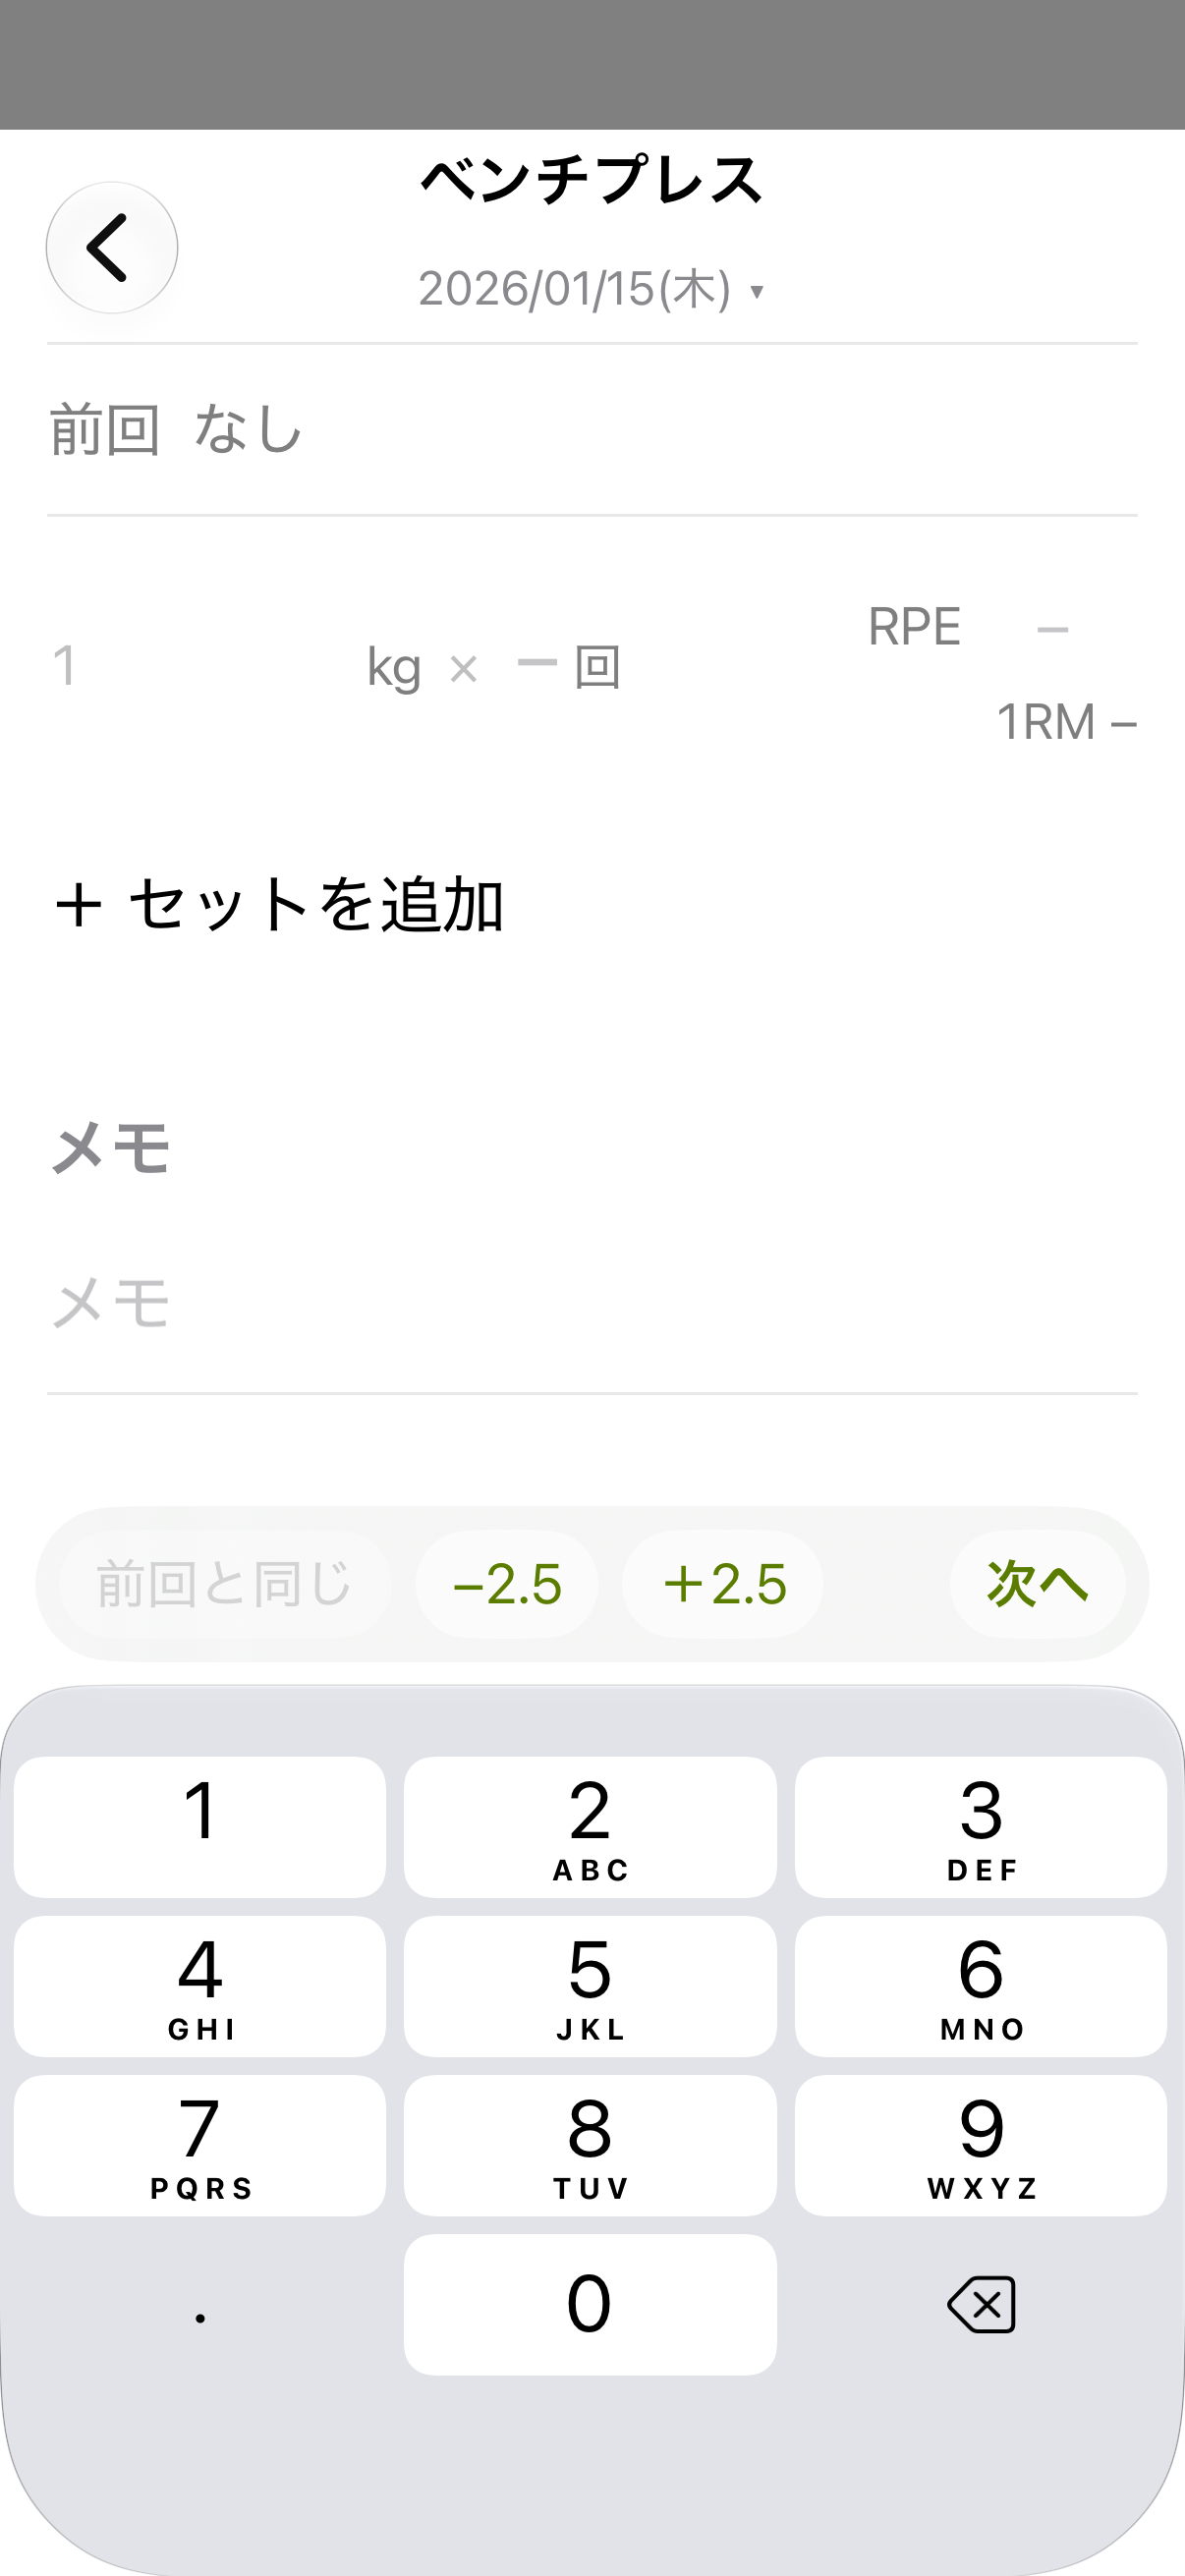 ベンチプレス
2026/01/15(木) ▼
前回 なし
RPE –
1 kg × – 回
1RM –
＋ セットを追加
メモ
メモ
前回と同じ –2.5 ＋2.5 次へ
1 2 3
ABC DEF
4 5 6
GHI JKL MNO
7 8 9
PQRS TUV WXYZ
. 0